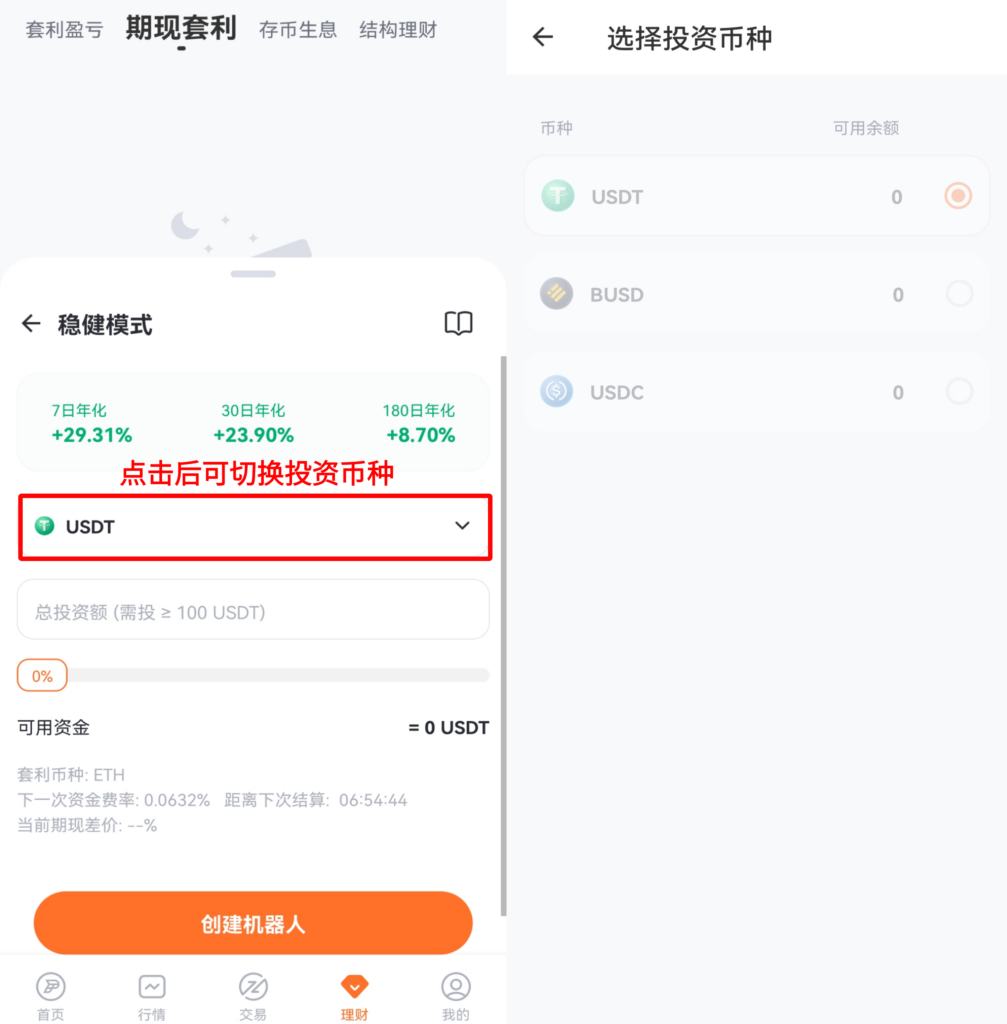 套利盈亏 期现套利 存币生息 结构理财
稳健模式
7日年化 30日年化 180日年化
+29.31% +23.90% +8.70%
点击后可切换投资币种
USDT
总投资额 (需投 ≥ 100 USDT)
0%
可用资金 = 0 USDT
套利币种: ETH
下一次资金费率: 0.0632% 距离下次结算: 06:54:44
当前期现差价: --%
创建机器人
首页 行情 交易 理财 我的
选择投资币种
币种 可用余额
USDT 0
BUSD 0
USDC 0